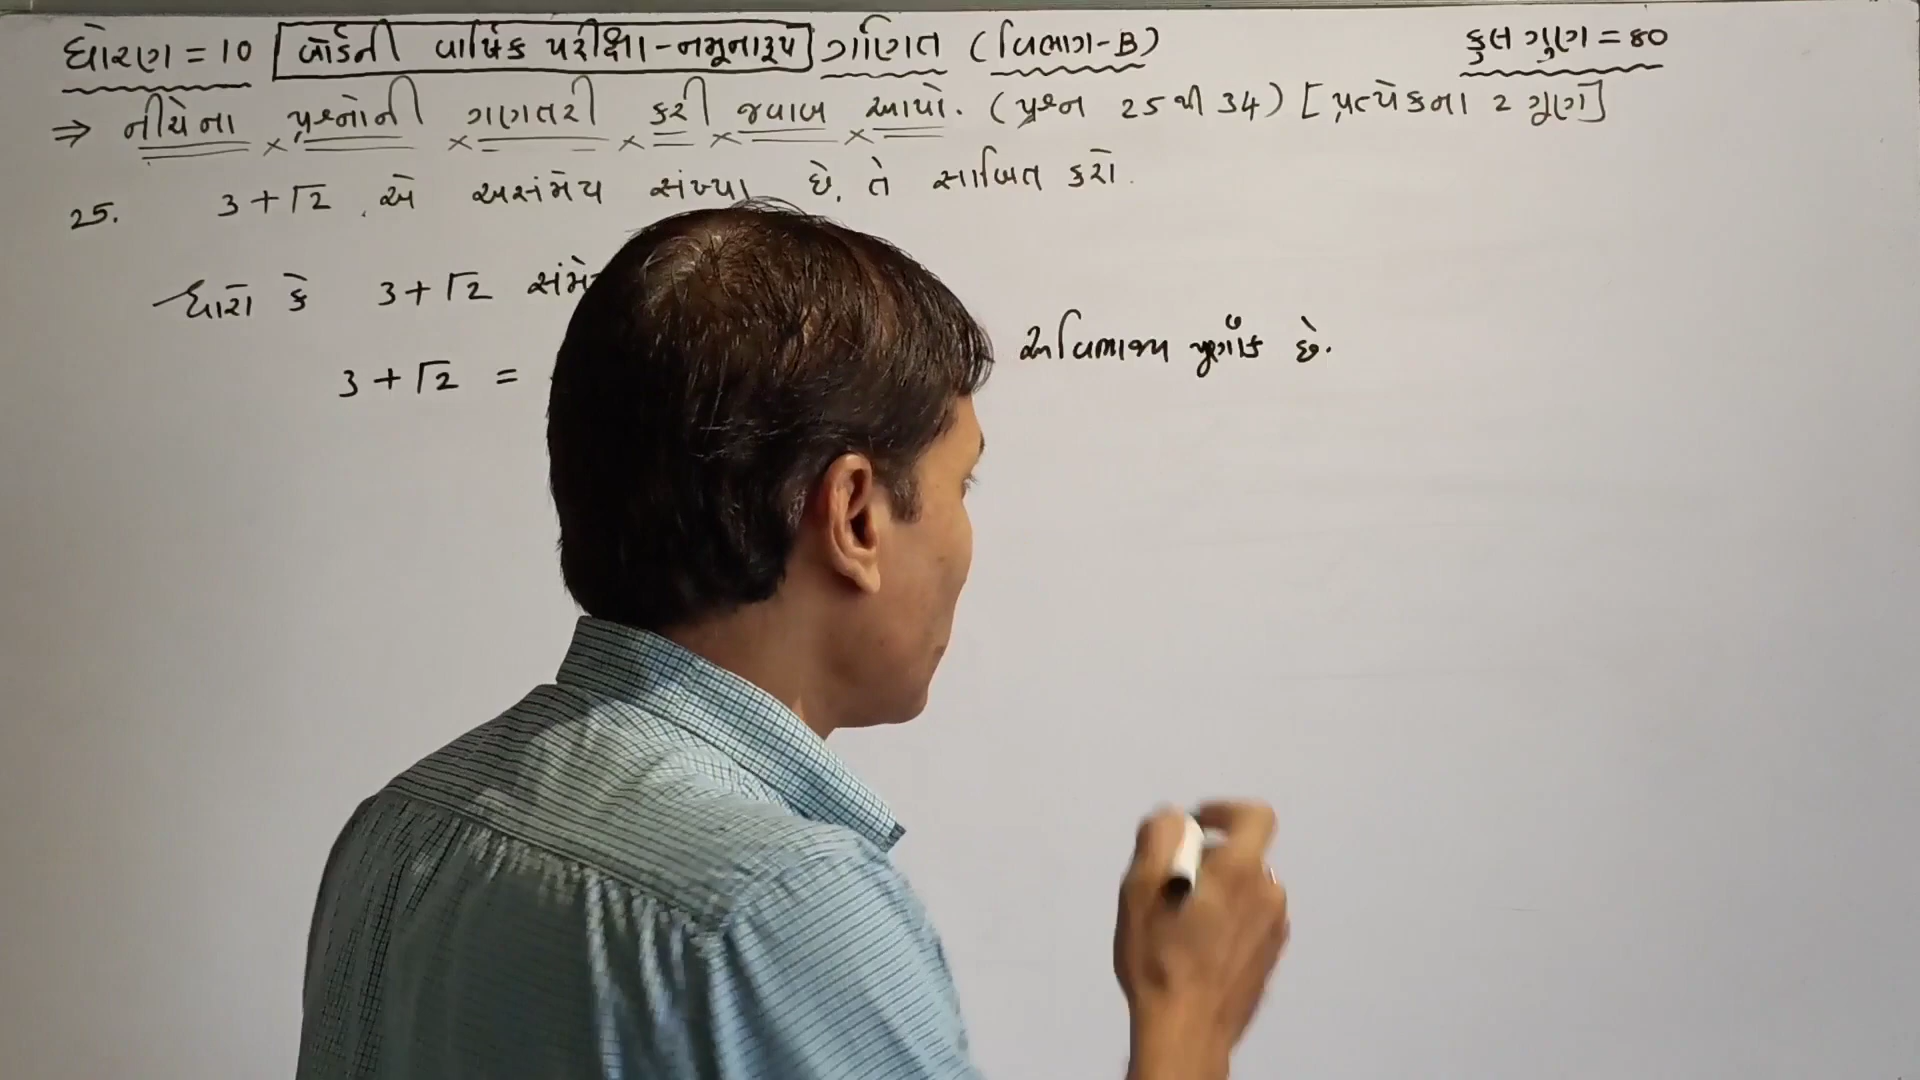 ધોરણ = 10 બોર્ડની વાર્ષિક પરીક્ષા - નમૂનારૂપ ગણિત (વિભાગ-B) કુલ ગુણ = 80
⇒ નીચેના પ્રશ્નોની ગણતરી કરી જવાબ આપો. (પ્રશ્ન 25 થી 34) [પ્રત્યેકના 2 ગુણ]
25. 3+√2 એ અસંમેય સંખ્યા છે. તે સાબિત કરો.
ધારો કે 3+√2
અવિભાજ્ય પૂર્ણાંક છે.
3+√2 =